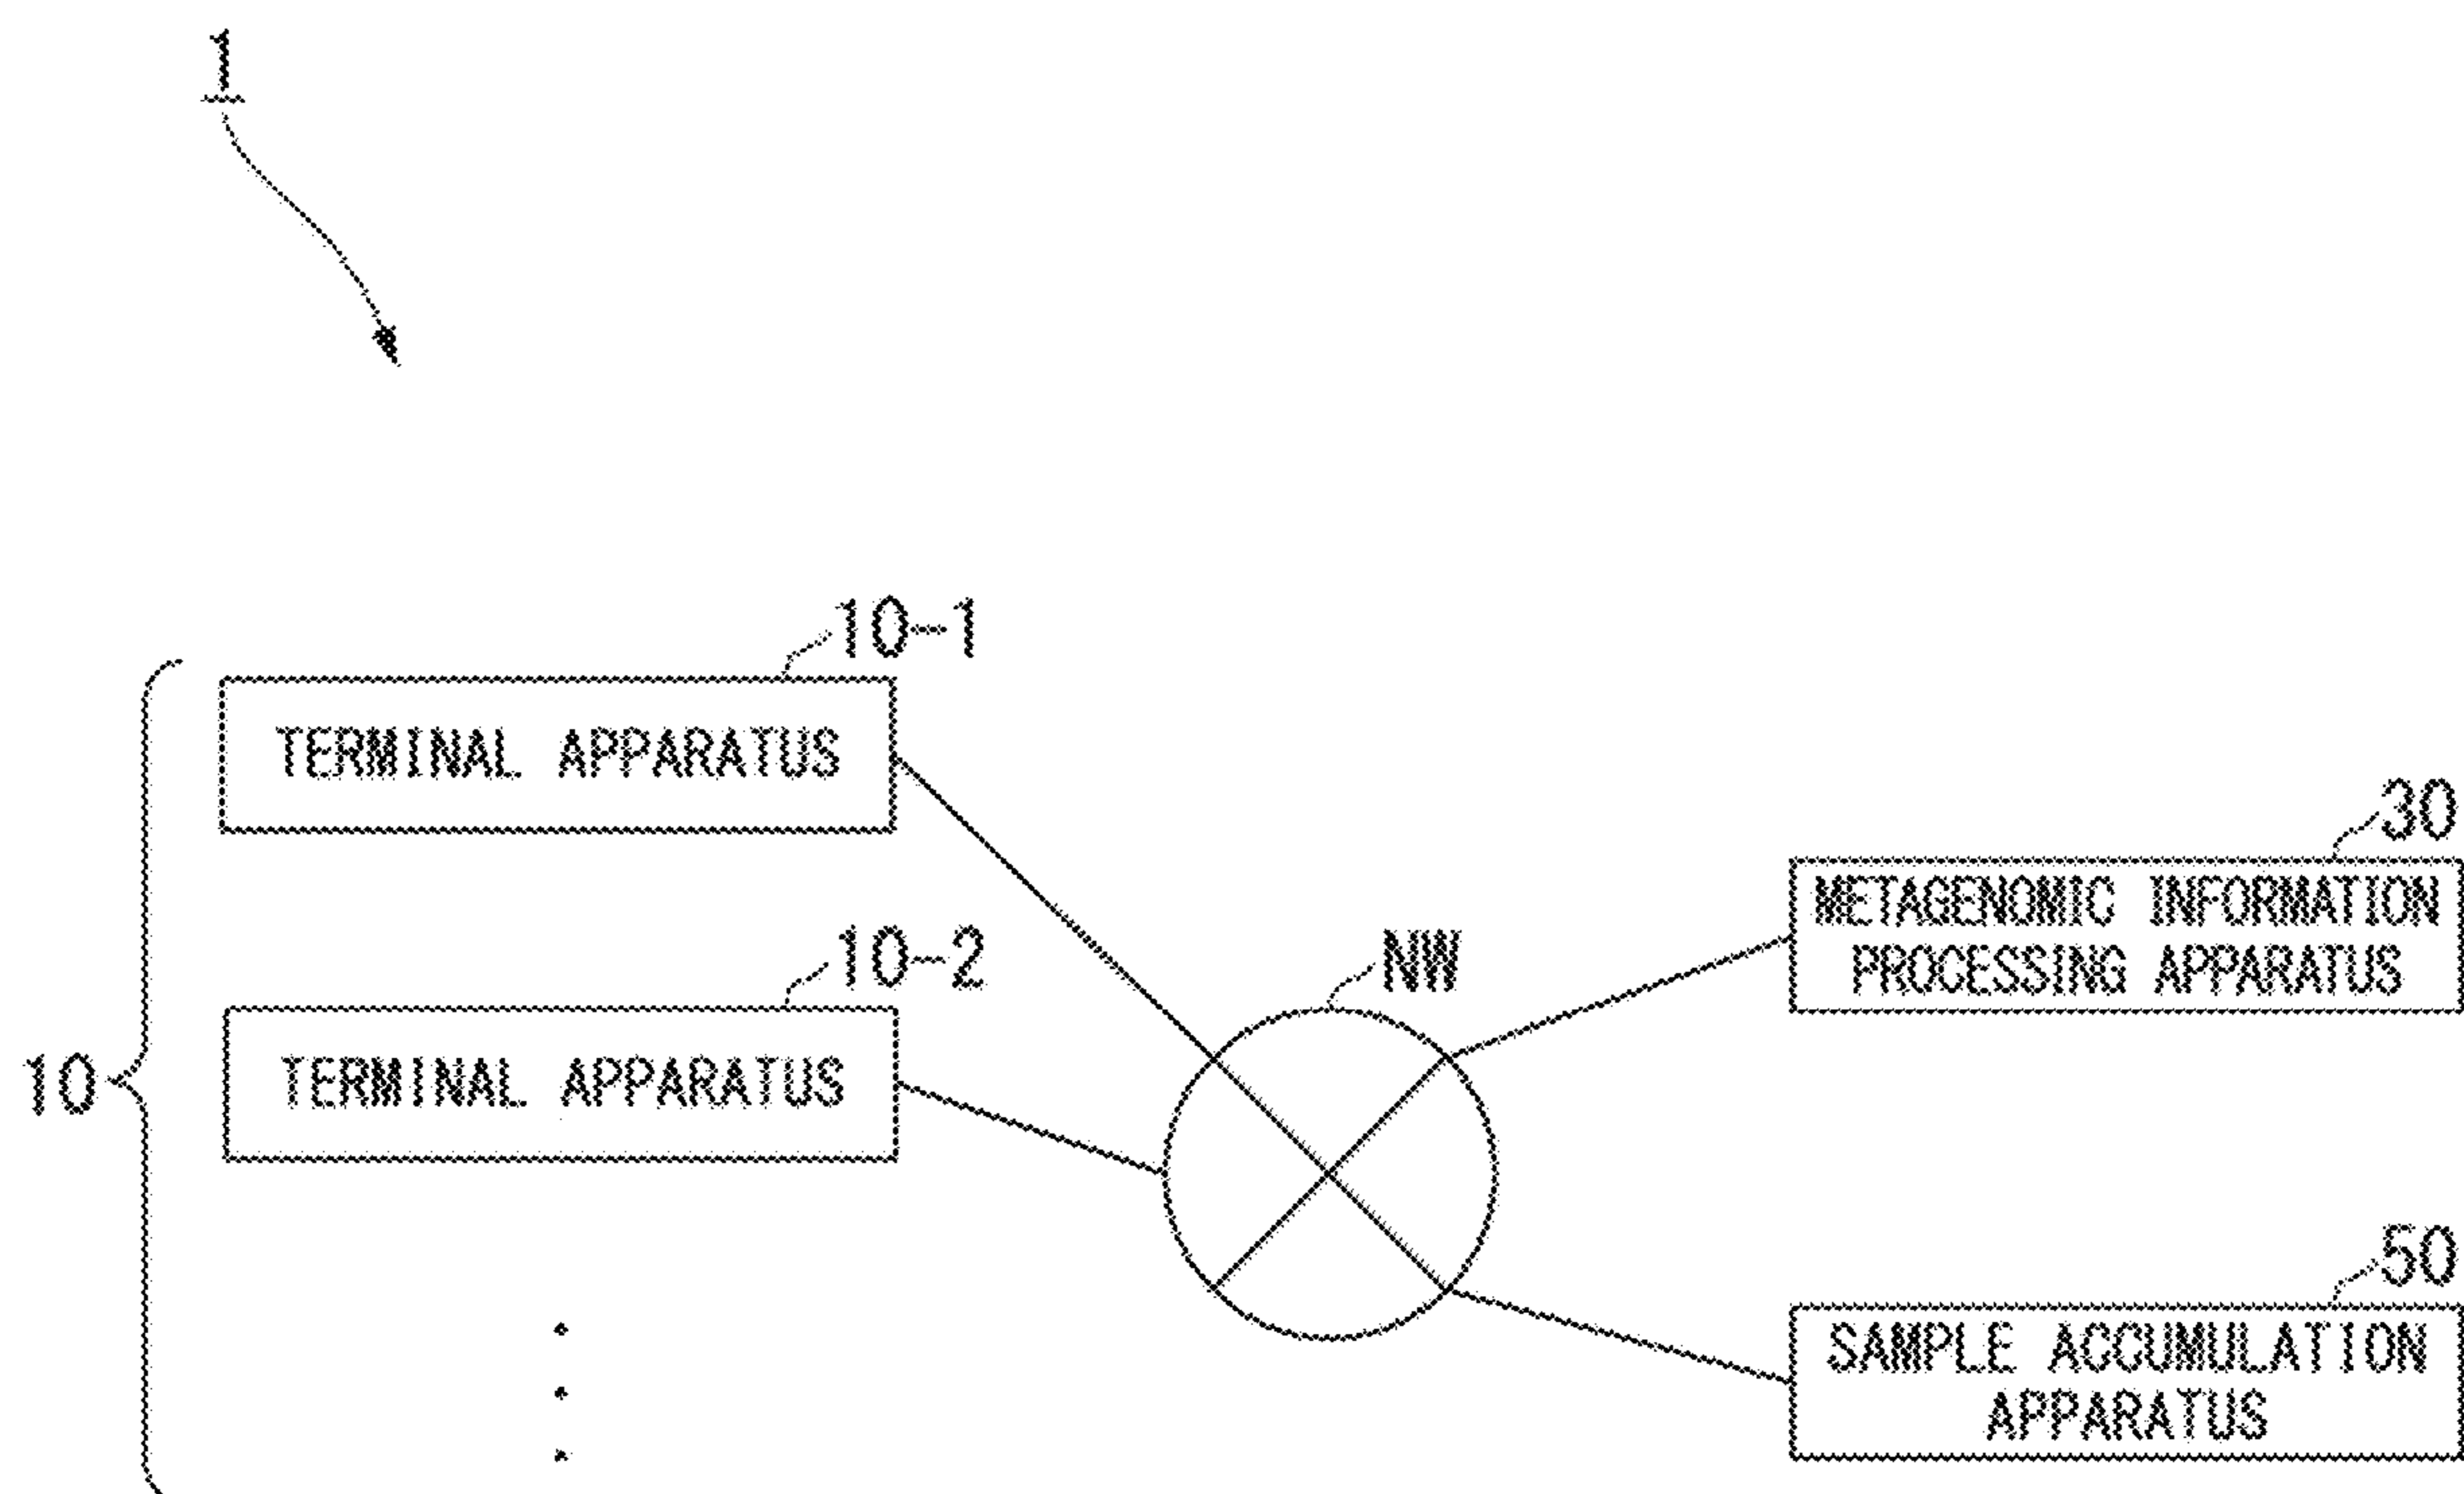 1
10-1
TERMINAL APPARATUS
30
METAGENOMIC INFORMATION
PROCESSING APPARATUS
10-2
NW
TERMINAL APPARATUS
10
50
SAMPLE ACCUMULATION
APPARATUS